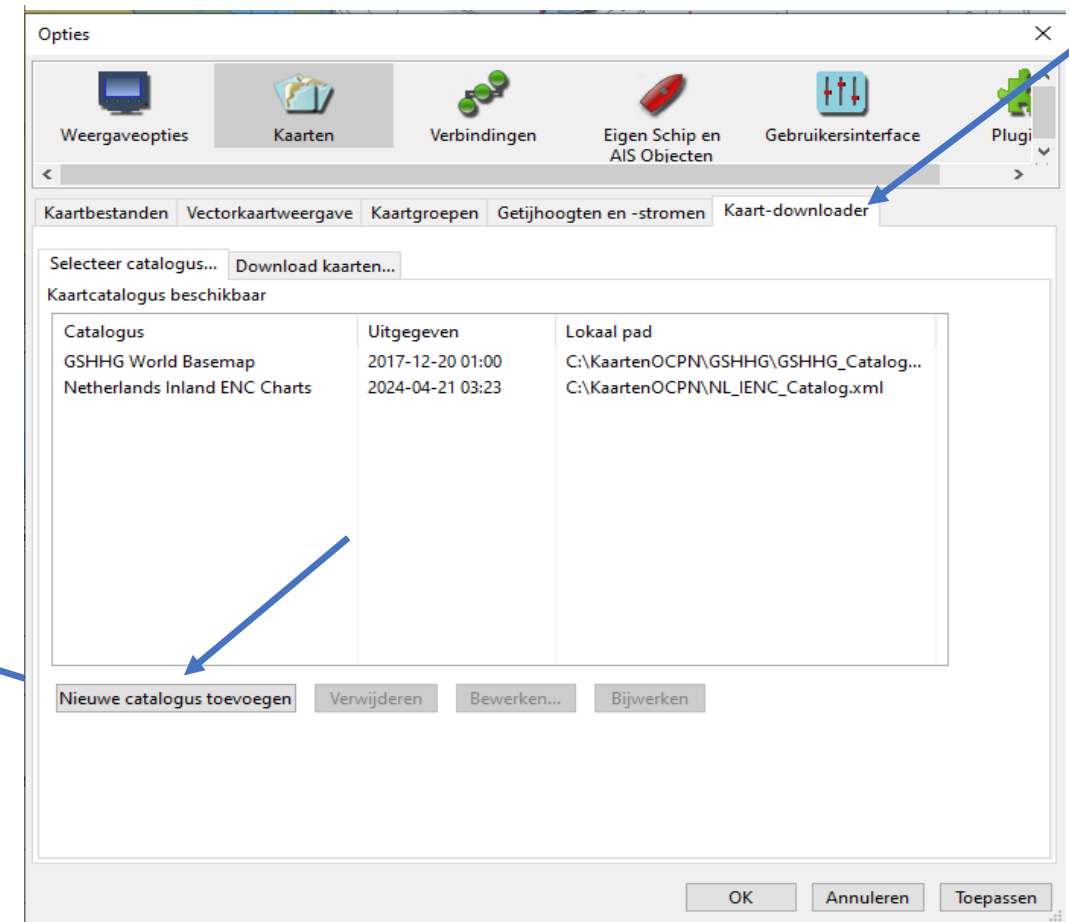 Opties
Weergaveopties
Kaarten
Verbindingen
Eigen Schip en
AIS Objecten
Gebruikersinterface
Plugi
Kaartbestanden Vectorkaartweergave Kaartgroepen Getijhoogten en -stromen Kaart-downloader
Selecteer catalogus... Download kaarten...
Kaartcatalogus beschikbaar
Catalogus Uitgegeven Lokaal pad
GSHHG World Basemap 2017-12-20 01:00 C:\KaartenOCPN\GSHHG\GSHHG_Catalog...
Netherlands Inland ENC Charts 2024-04-21 03:23 C:\KaartenOCPN\NL_IENC_Catalog.xml
Nieuwe catalogus toevoegen Verwijderen Bewerken... Bijwerken
OK Annuleren Toepassen